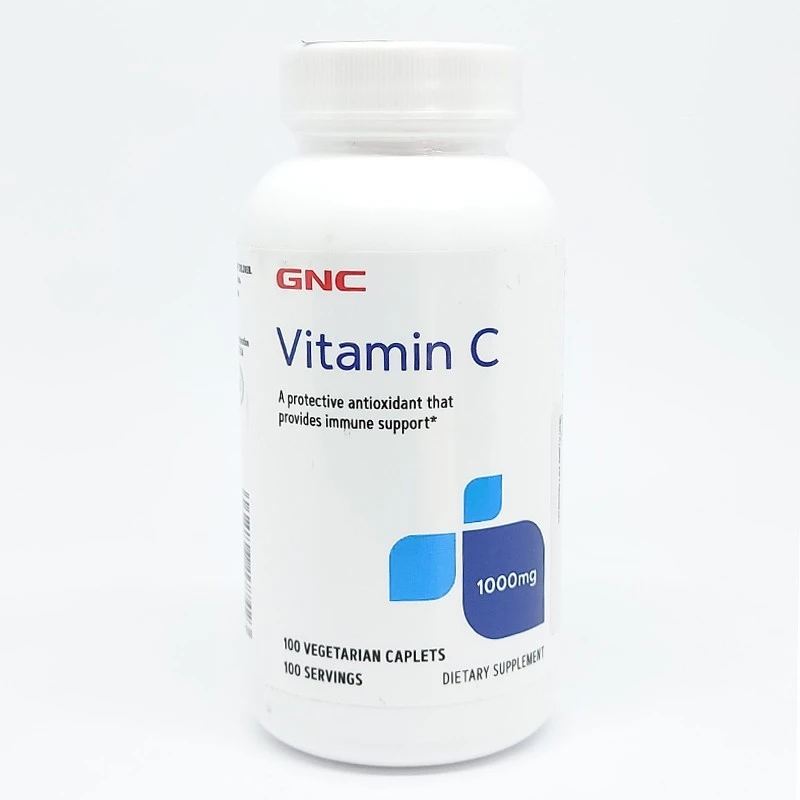 GNC
Vitamin C
A protective antioxidant that
provides immune support*
1000mg
100 VEGETARIAN CAPLETS
100 SERVINGS
DIETARY SUPPLEMENT